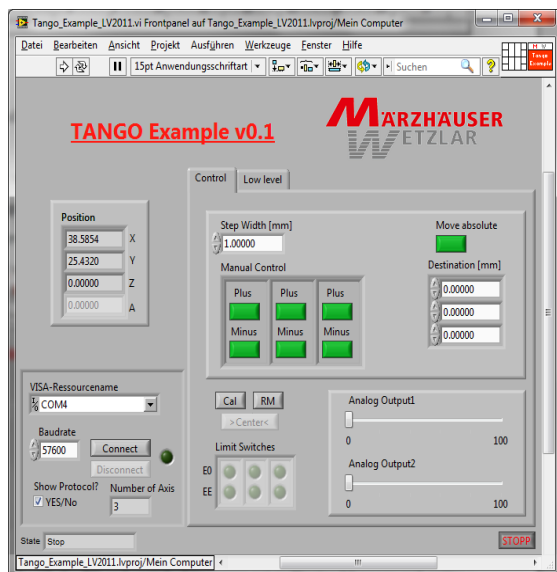 Tango_Example_LV2011.vi Frontpanel auf Tango_Example_LV2011.lvproj/Mein Computer
Datei Bearbeiten Ansicht Projekt Ausführen Werkzeuge Fenster Hilfe
15pt Anwendungsschriftart
Suchen
H V
Tango
Example
TANGO Example v0.1
MARZHAUSER
WETZLAR
Control
Low level
Position
38.5854 X
25.4320 Y
0.00000 Z
0.00000 A
Step Width [mm]
1.00000
Manual Control
Plus Plus Plus
Minus Minus Minus
Move absolute
Destination [mm]
0.00000
0.00000
0.00000
VISA-Ressourcename
COM4
Baudrate
57600
Connect
Disconnect
Show Protocol?
YES/No
Number of Axis
3
Cal RM
>Center<
Limit Switches
E0
EE
Analog Output1
0 100
Analog Output2
0 100
State Stop
STOPP
Tango_Example_LV2011.lvproj/Mein Computer